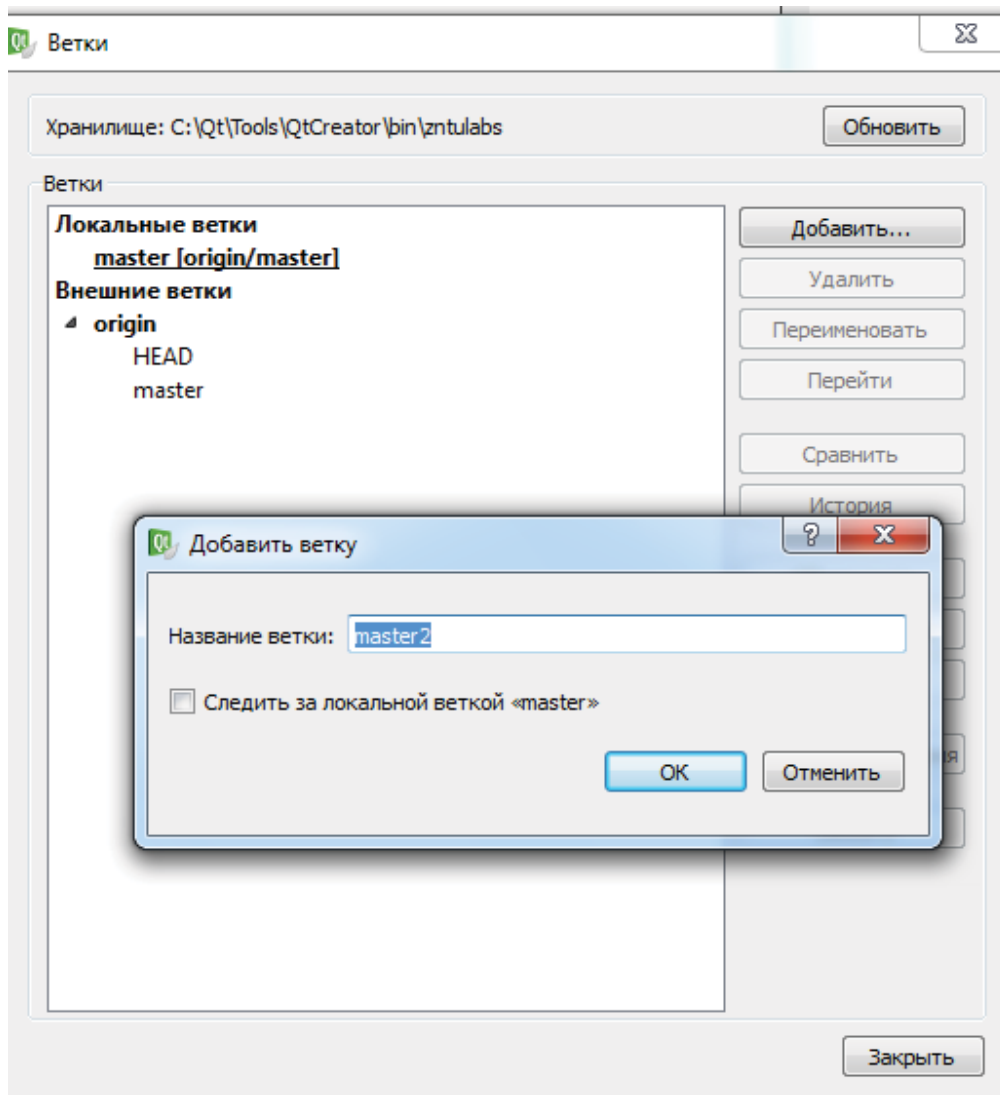 Ветки
Хранилище: C:\Qt\Tools\QtCreator\bin\zntulabs
Обновить
Ветки
Локальные ветки
master [origin/master]
Внешние ветки
origin
HEAD
master
Добавить...
Удалить
Переименовать
Перейти
Сравнить
История
Добавить ветку
Название ветки: master2
Следить за локальной веткой «master»
OK
Отменить
Закрыть